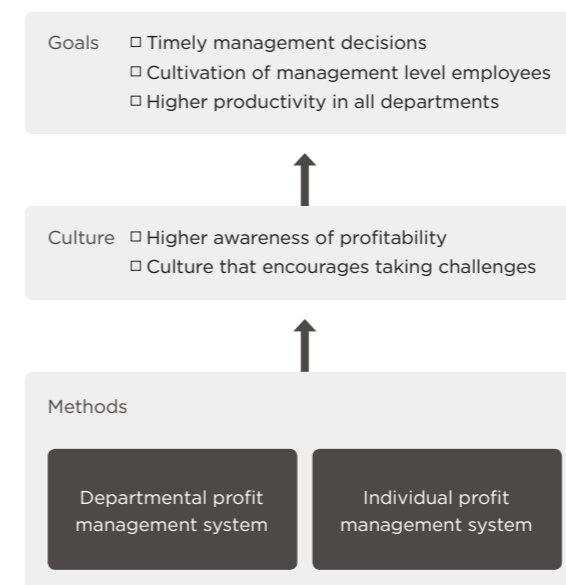 Goals □ Timely management decisions
□ Cultivation of management level employees
□ Higher productivity in all departments
Culture □ Higher awareness of profitability
□ Culture that encourages taking challenges
Methods
Departmental profit
management system
Individual profit
management system